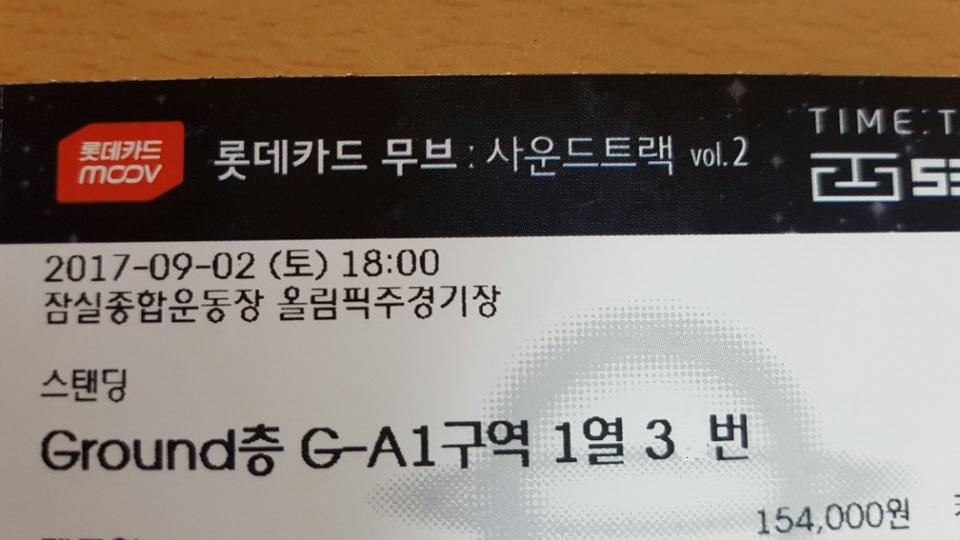 롯데카드
MOOV
롯데카드 무브 : 사운드트랙 vol.2
TIME:T
2017-09-02 (토) 18:00
잠실종합운동장 올림픽주경기장
스탠딩
Ground층 G-A1구역 1열 3 번
154,000원